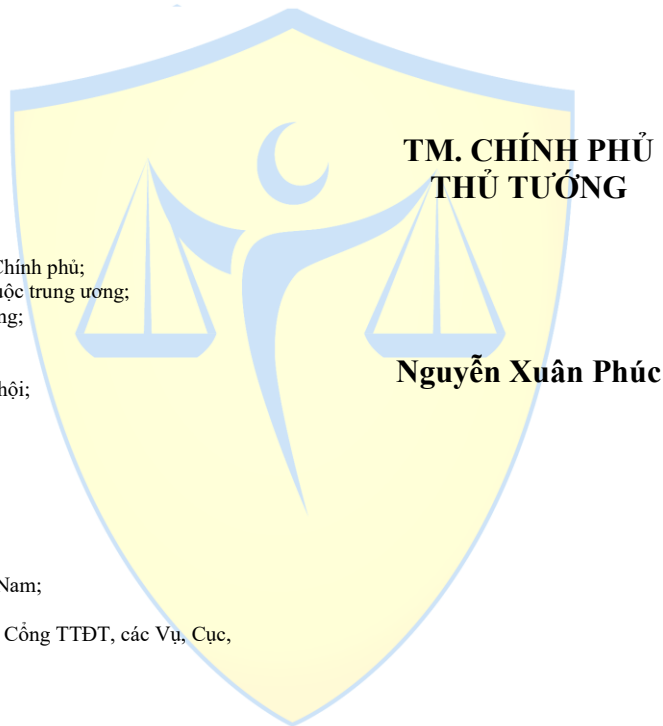 TM. CHÍNH PHỦ
THỦ TƯỚNG
Chính phủ;
uộc trung ương;
ng;
Nguyễn Xuân Phúc
hội;
Nam;
Cổng TTĐT, các Vụ, Cục,